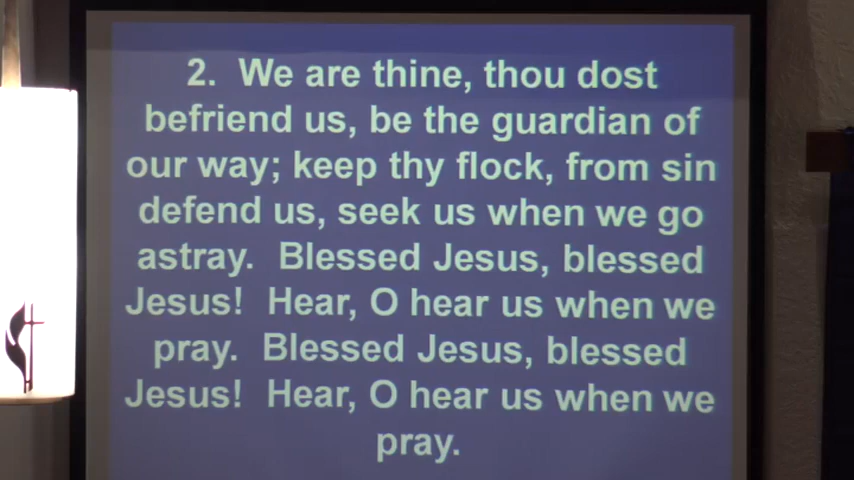 2. We are thine, thou dost
befriend us, be the guardian of
our way; keep thy flock, from sin
defend us, seek us when we go
astray. Blessed Jesus, blessed
Jesus! Hear, O hear us when we
pray. Blessed Jesus, blessed
Jesus! Hear, O hear us when we
pray.